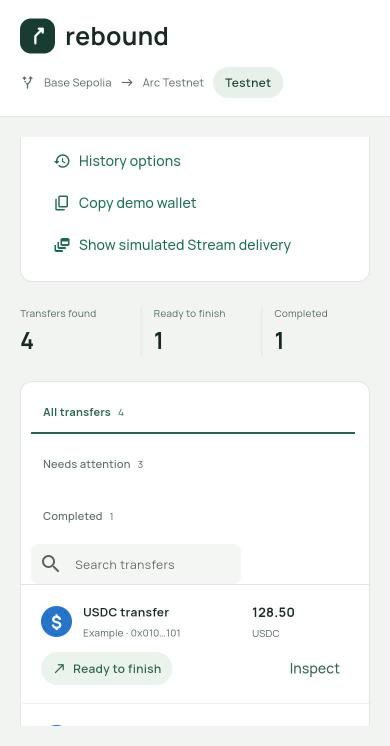 rebound
Base Sepolia → Arc Testnet Testnet
History options
Copy demo wallet
Show simulated Stream delivery
Transfers found Ready to finish Completed
4 1 1
All transfers 4
Needs attention 3
Completed 1
Search transfers
$ USDC transfer 128.50
Example · 0x010…101 USDC
Ready to finish Inspect